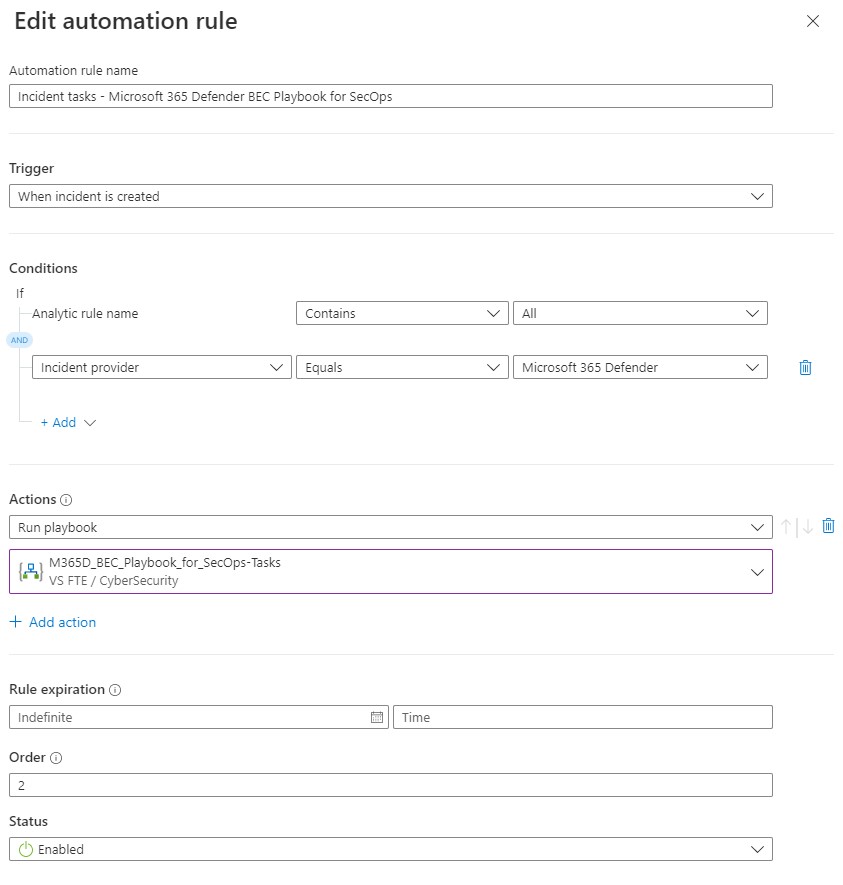 Edit automation rule
Automation rule name
Incident tasks - Microsoft 365 Defender BEC Playbook for SecOps
Trigger
When incident is created
Conditions
If
Analytic rule name Contains All
AND
Incident provider Equals Microsoft 365 Defender
+ Add
Actions
Run playbook
M365D_BEC_Playbook_for_SecOps-Tasks
VS FTE / CyberSecurity
+ Add action
Rule expiration
Indefinite Time
Order
2
Status
Enabled